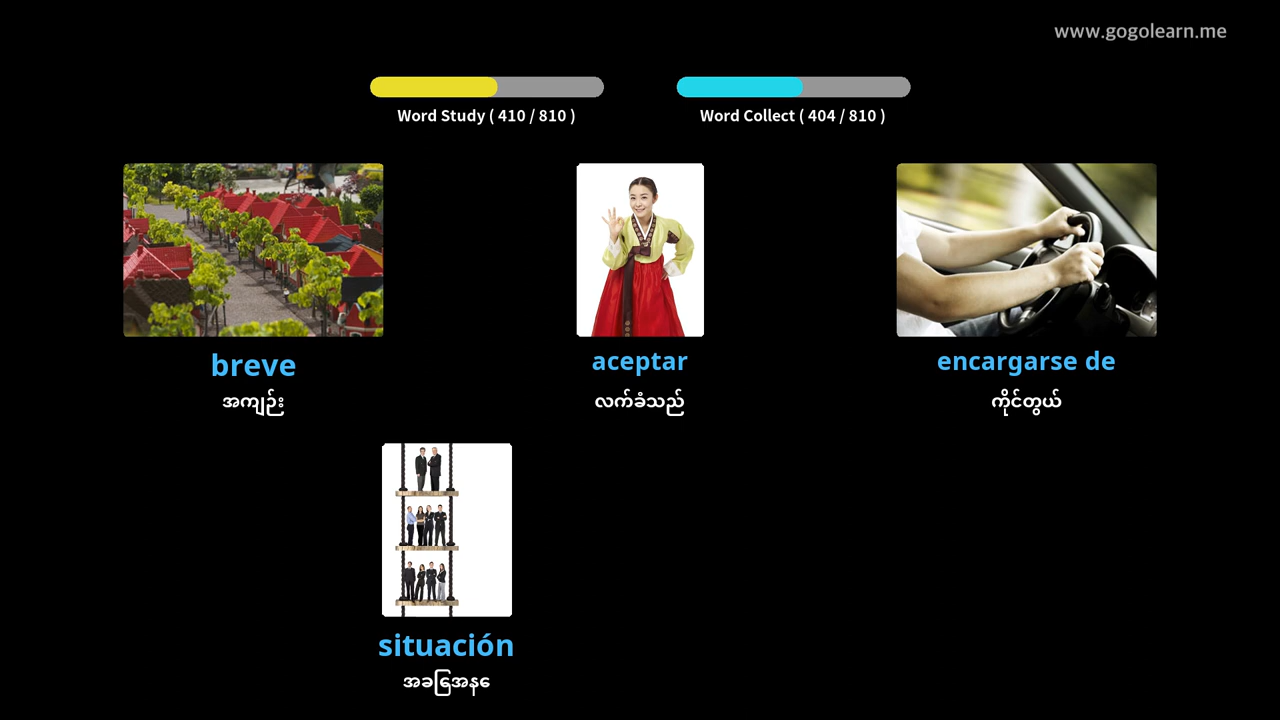 www.gogolearn.me
Word Study ( 410 / 810 )
Word Collect ( 404 / 810 )
breve
အကျဉ်း
aceptar
လက်ခံသည်
encargarse de
ကိုင်တွယ်
situación
အခြေအနေ